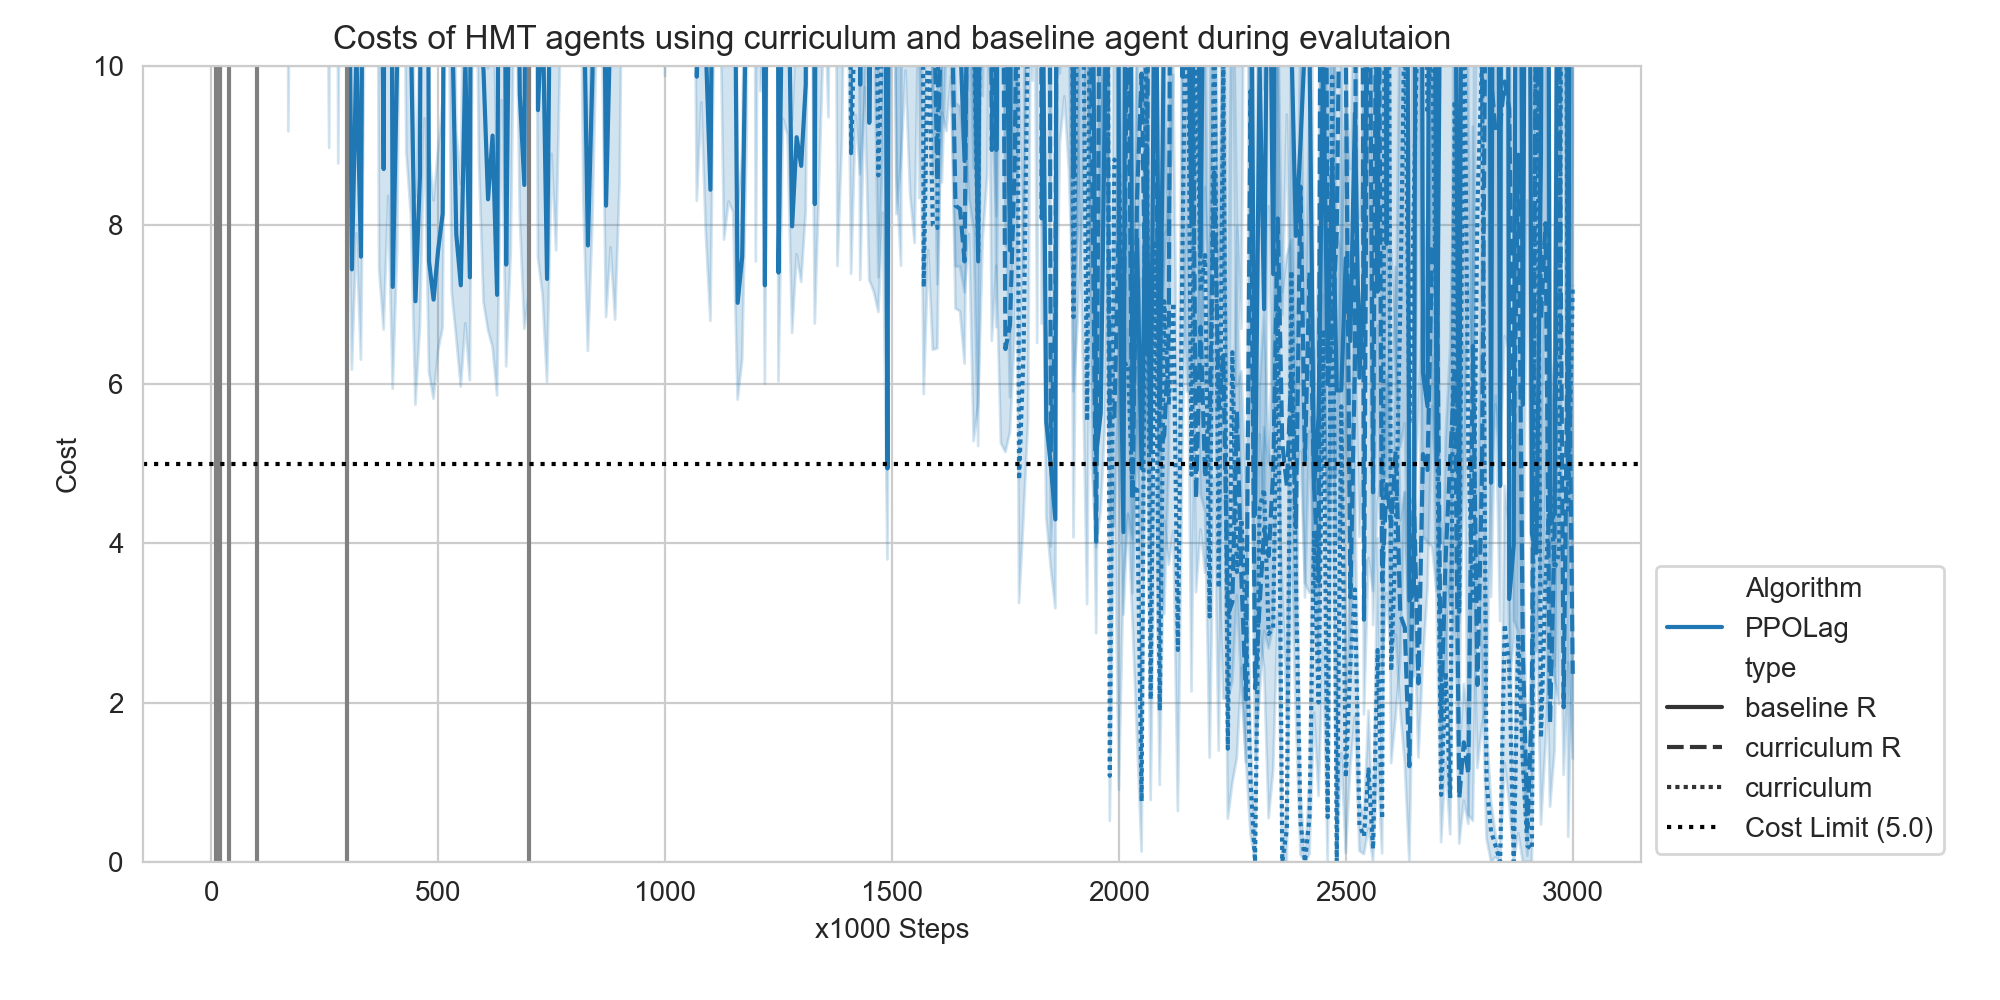 Costs of HMT agents using curriculum and baseline agent during evalutaion
10
8
6
4
2
0
Cost
0 500 1000 1500 2000 2500 3000
x1000 Steps
Algorithm
PPOLag
type
baseline R
curriculum R
curriculum
Cost Limit (5.0)